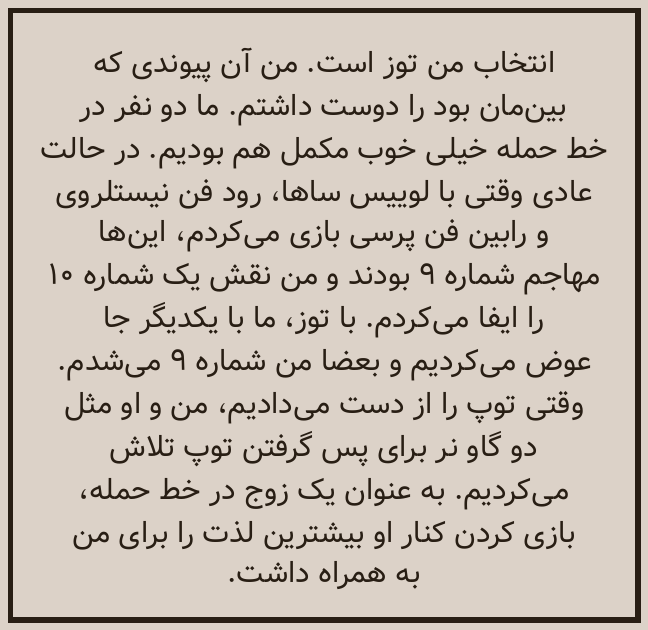 انتخاب من توز است. من آن پیوندی که
بین‌مان بود را دوست داشتم. ما دو نفر در
خط حمله خیلی خوب مکمل هم بودیم. در حالت
عادی وقتی با لوییس ساها، رود فن نیستلروی
و رابین فن پرسی بازی می‌کردم، این‌ها
مهاجم شماره ۹ بودند و من نقش یک شماره ۱۰
را ایفا می‌کردم. با توز، ما با یکدیگر جا
عوض می‌کردیم و بعضا من شماره ۹ می‌شدم.
وقتی توپ را از دست می‌دادیم، من و او مثل
دو گاو نر برای پس گرفتن توپ تلاش
می‌کردیم. به عنوان یک زوج در خط حمله،
بازی کردن کنار او بیشترین لذت را برای من
به همراه داشت.